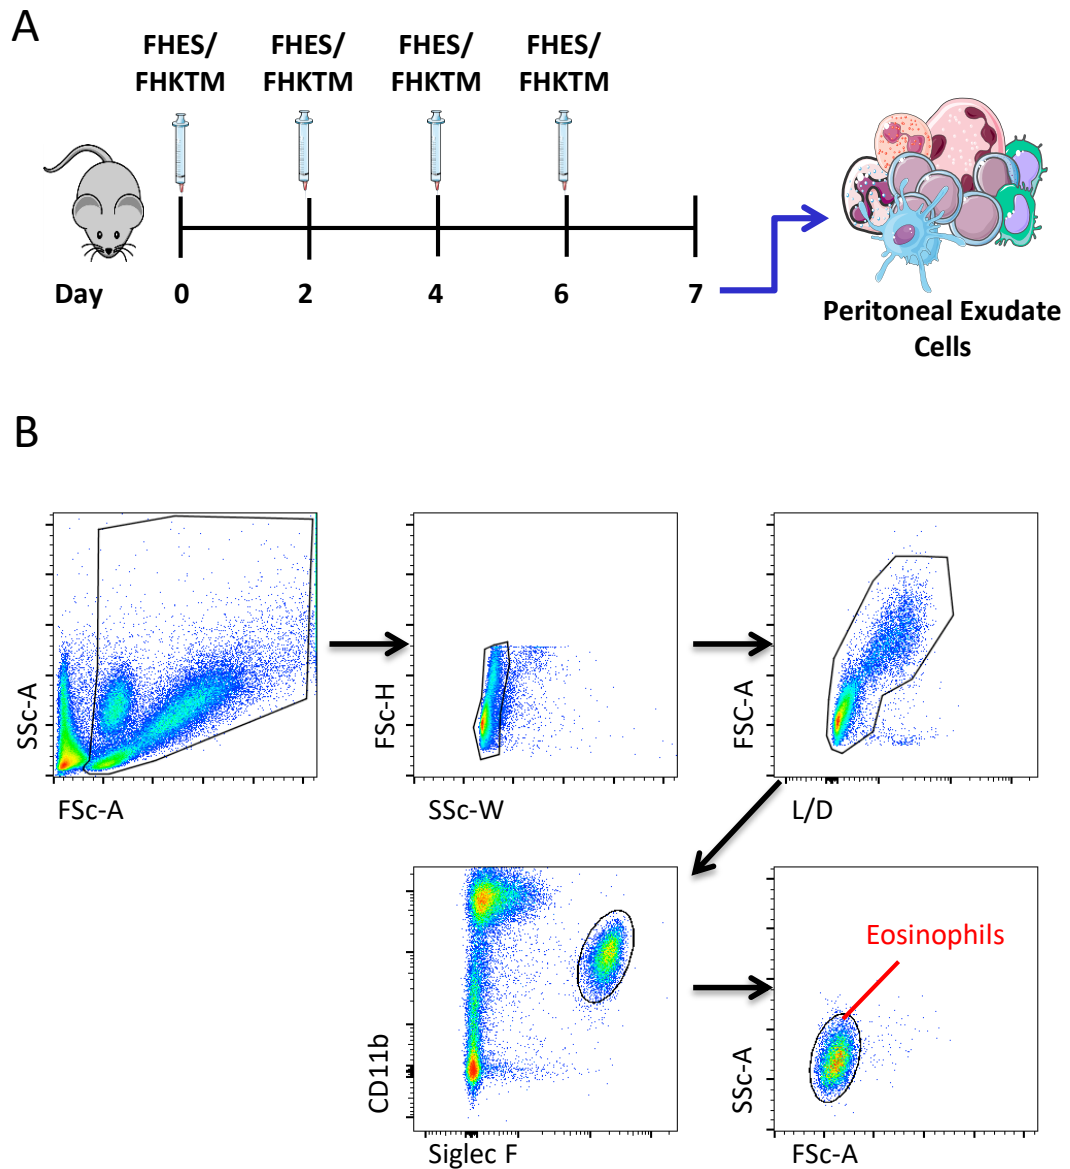 A
FHES/ FHES/ FHES/ FHES/
FHKTM FHKTM FHKTM FHKTM
Day 0 2 4 6 7
Peritoneal Exudate
Cells
B
SSc-A
FSc-A
FSc-H
SSc-W
FSC-A
L/D
CD11b
Siglec F
Eosinophils
SSc-A
FSc-A